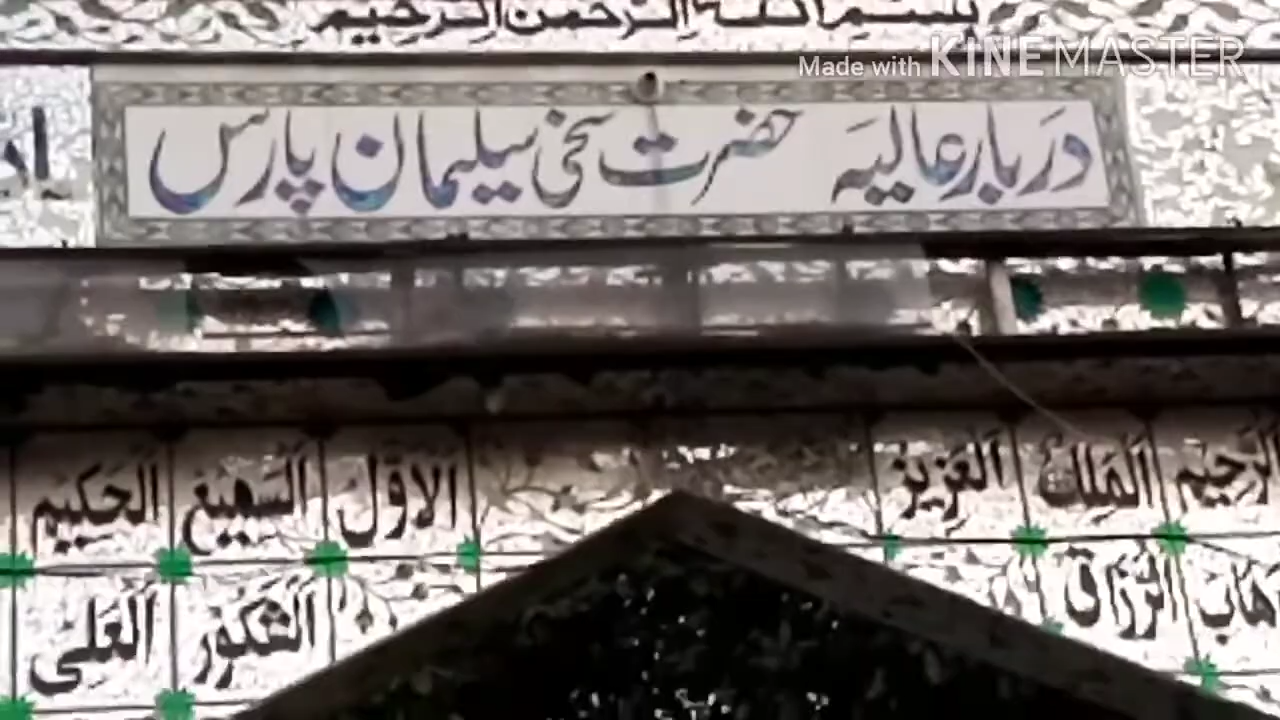 بسم اللہ الرحمن الرحیم
Made with KINEMASTER
دربار عالیہ حضرت سخی سیلمان پارس
الرحیم الملک العزیز الاول السمیع الحکیم
الرزاق الشکور العلی